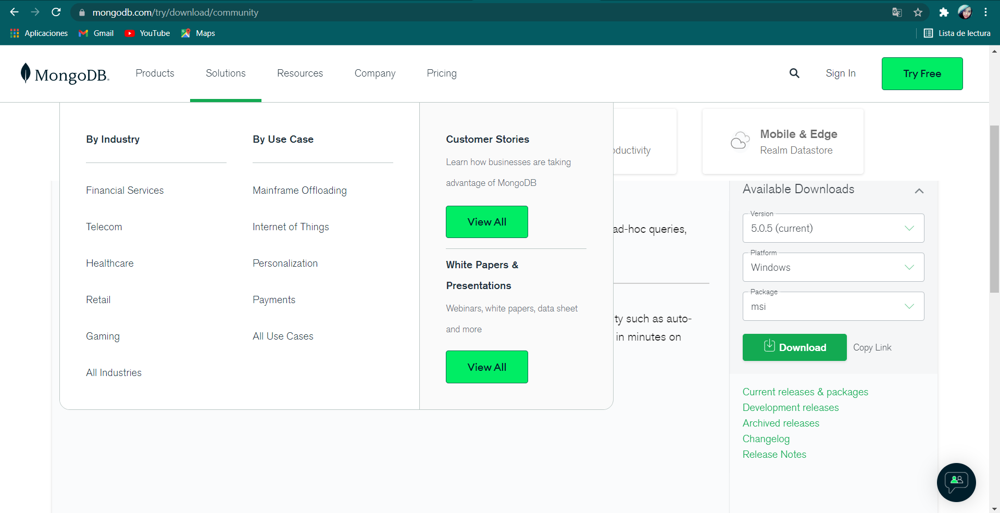 mongodb.com/try/download/community
Aplicaciones
Gmail
YouTube
Maps
Lista de lectura
MongoDB.
Products
Solutions
Resources
Company
Pricing
Sign In
Try Free
By Industry
Financial Services
Telecom
Healthcare
Retail
Gaming
All Industries
By Use Case
Mainframe Offloading
Internet of Things
Personalization
Payments
All Use Cases
Customer Stories
Learn how businesses are taking
advantage of MongoDB
View All
White Papers &
Presentations
Webinars, white papers, data sheet
and more
View All
oductivity
Mobile & Edge
Realm Datastore
ad-hoc queries,
ty such as auto-
in minutes on
Available Downloads
Version
5.0.5 (current)
Platform
Windows
Package
msi
Download
Copy Link
Current releases & packages
Development releases
Archived releases
Changelog
Release Notes